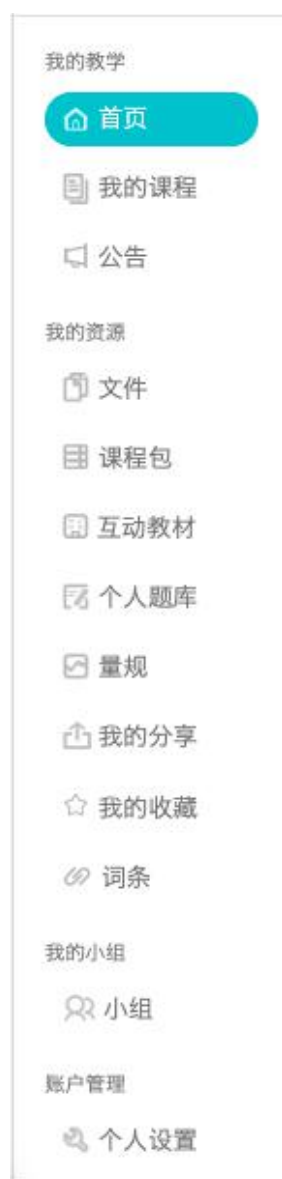 我的教学
首页
我的课程
公告
我的资源
文件
课程包
互动教材
个人题库
量规
我的分享
我的收藏
词条
我的小组
小组
账户管理
个人设置